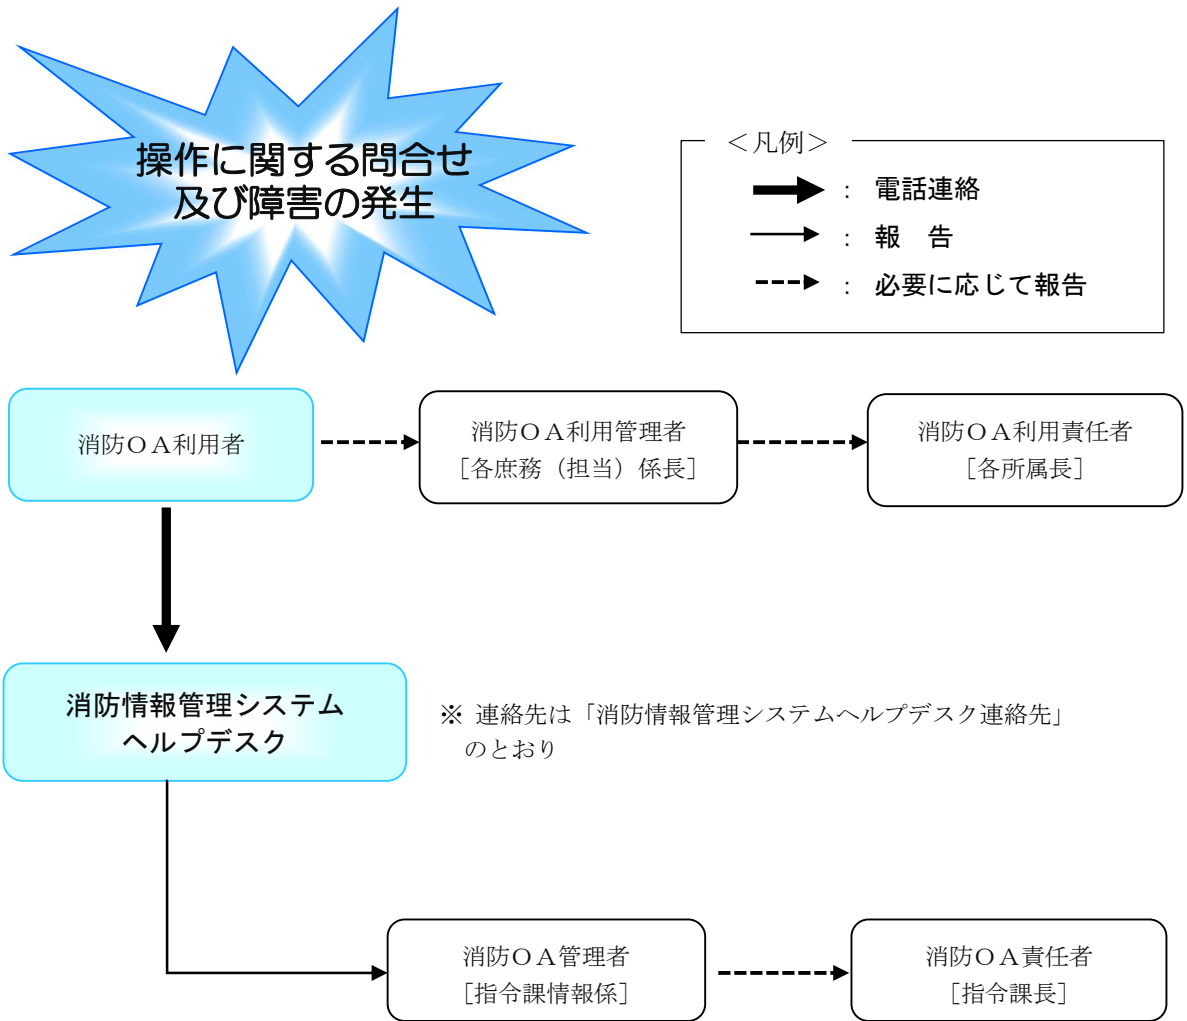 操作に関する問合せ
及び障害の発生
＜凡例＞
： 電話連絡
： 報　告
： 必要に応じて報告
消防ＯＡ利用者
消防ＯＡ利用管理者
［各庶務（担当）係長］
消防ＯＡ利用責任者
［各所属長］
消防情報管理システム
ヘルプデスク
※ 連絡先は「消防情報管理システムヘルプデスク連絡先」
のとおり
消防ＯＡ管理者
［指令課情報係］
消防ＯＡ責任者
［指令課長］